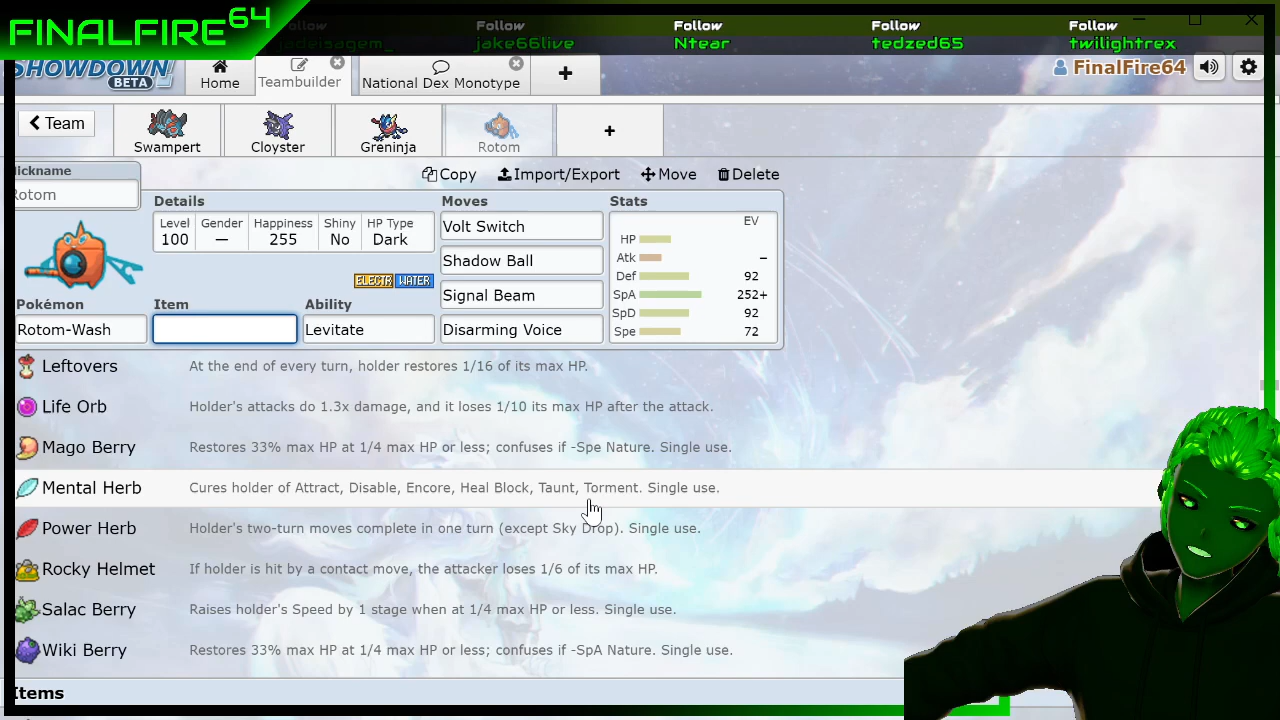 FINALFIRE64
Follow
jake66live
Follow
Ntear
Follow
tedzed65
Follow
twilightrex
SHOWDOWN
BETA
Home
Teambuilder
National Dex Monotype
+
FinalFire64
Team
Swampert
Cloyster
Greninja
Rotom
+
ickname
Copy
Import/Export
Move
Delete
Rotom
Details
Moves
Stats
Level
Gender
Happiness
Shiny
HP Type
100
—
255
No
Dark
Volt Switch
Shadow Ball
Signal Beam
Disarming Voice
EV
HP
Atk –
Def 92
SpA 252+
SpD 92
Spe 72
ELECTR WATER
Pokémon
Item
Ability
Rotom-Wash
Levitate
Leftovers At the end of every turn, holder restores 1/16 of its max HP.
Life Orb Holder's attacks do 1.3x damage, and it loses 1/10 its max HP after the attack.
Mago Berry Restores 33% max HP at 1/4 max HP or less; confuses if -Spe Nature. Single use.
Mental Herb Cures holder of Attract, Disable, Encore, Heal Block, Taunt, Torment. Single use.
Power Herb Holder's two-turn moves complete in one turn (except Sky Drop). Single use.
Rocky Helmet If holder is hit by a contact move, the attacker loses 1/6 of its max HP.
Salac Berry Raises holder's Speed by 1 stage when at 1/4 max HP or less. Single use.
Wiki Berry Restores 33% max HP at 1/4 max HP or less; confuses if -SpA Nature. Single use.
Items